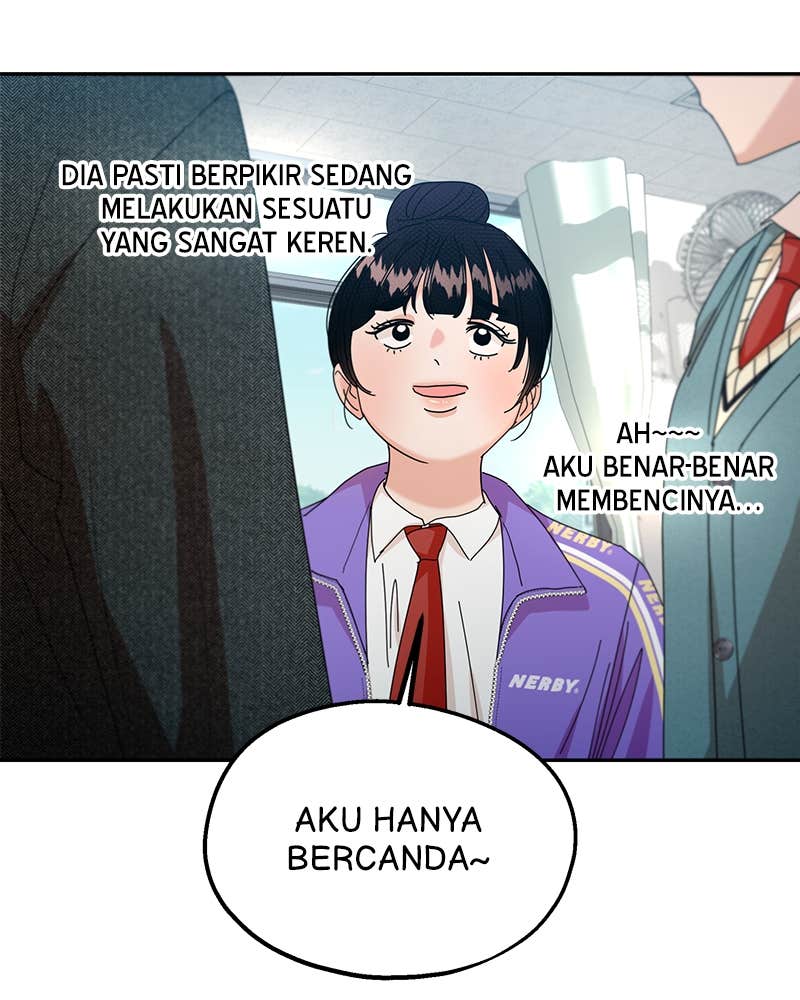 DIA PASTI BERPIKIR SEDANG
MELAKUKAN SESUATU
YANG SANGAT KEREN.
AH~~~
AKU BENAR-BENAR
MEMBENCINYA...
NERBY.
NERBY.
NERBY.
AKU HANYA
BERCANDA~